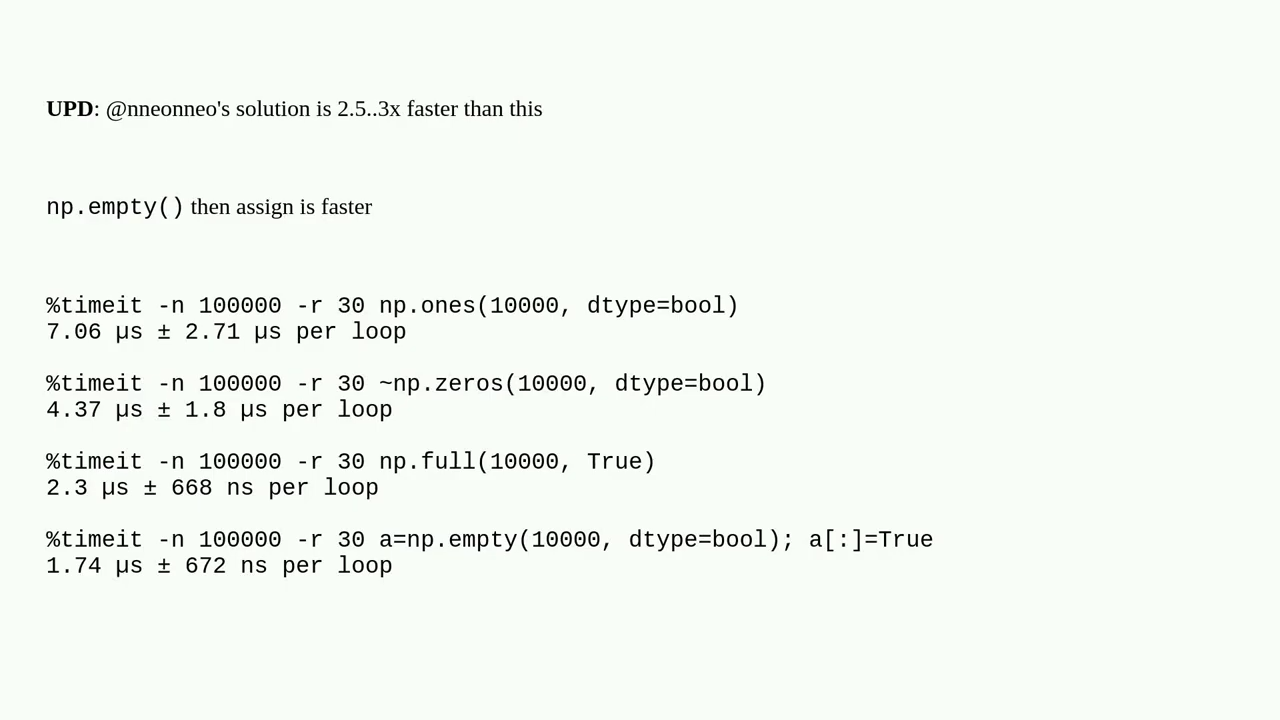 UPD: @nneonneo's solution is 2.5..3x faster than this
np.empty() then assign is faster
%timeit -n 100000 -r 30 np.ones(10000, dtype=bool)
7.06 µs ± 2.71 µs per loop
%timeit -n 100000 -r 30 ~np.zeros(10000, dtype=bool)
4.37 µs ± 1.8 µs per loop
%timeit -n 100000 -r 30 np.full(10000, True)
2.3 µs ± 668 ns per loop
%timeit -n 100000 -r 30 a=np.empty(10000, dtype=bool); a[:]=True
1.74 µs ± 672 ns per loop